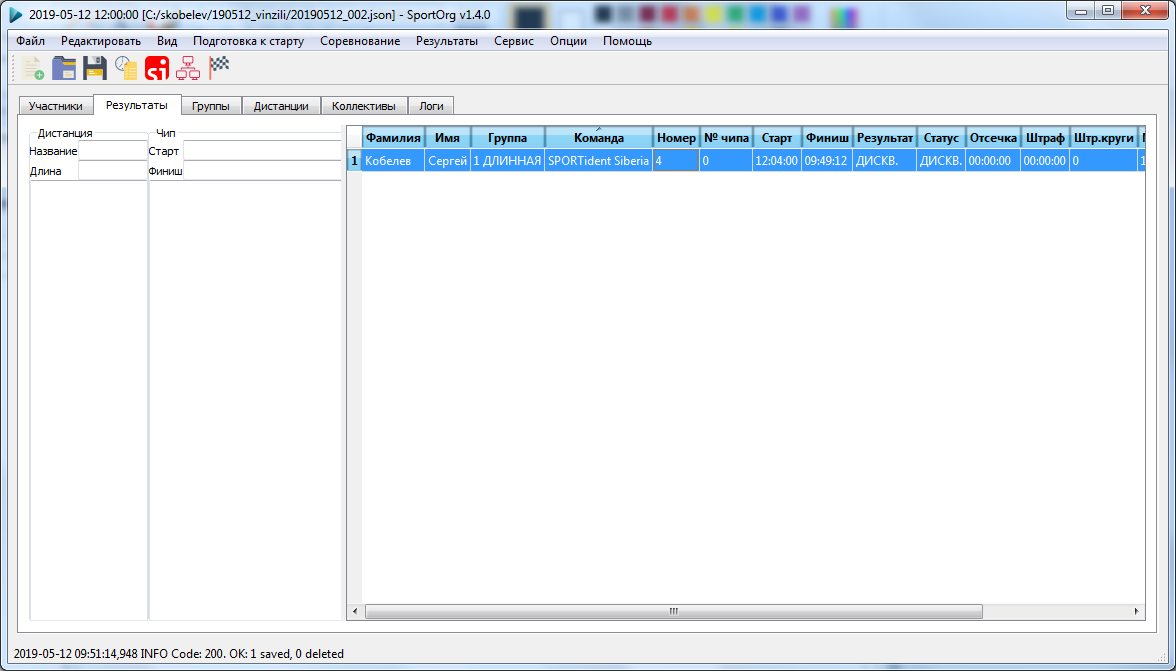 2019-05-12 12:00:00 [C:/skobelev/190512_vinzili/20190512_002.json] - SportOrg v1.4.0
Файл Редактировать Вид Подготовка к старту Соревнование Результаты Сервис Опции Помощь
si
Участники Результаты Группы Дистанции Коллективы Логи
Дистанция Чип
Название Старт
Длина Финиш
Фамилия Имя Группа Команда Номер № чипа Старт Финиш Результат Статус Отсечка Штраф Штр.круги
1 Кобелев Сергей 1 ДЛИННАЯ SPORTident Siberia 4 0 12:04:00 09:49:12 ДИСКВ. ДИСКВ. 00:00:00 00:00:00 0 1
2019-05-12 09:51:14,948 INFO Code: 200. OK: 1 saved, 0 deleted